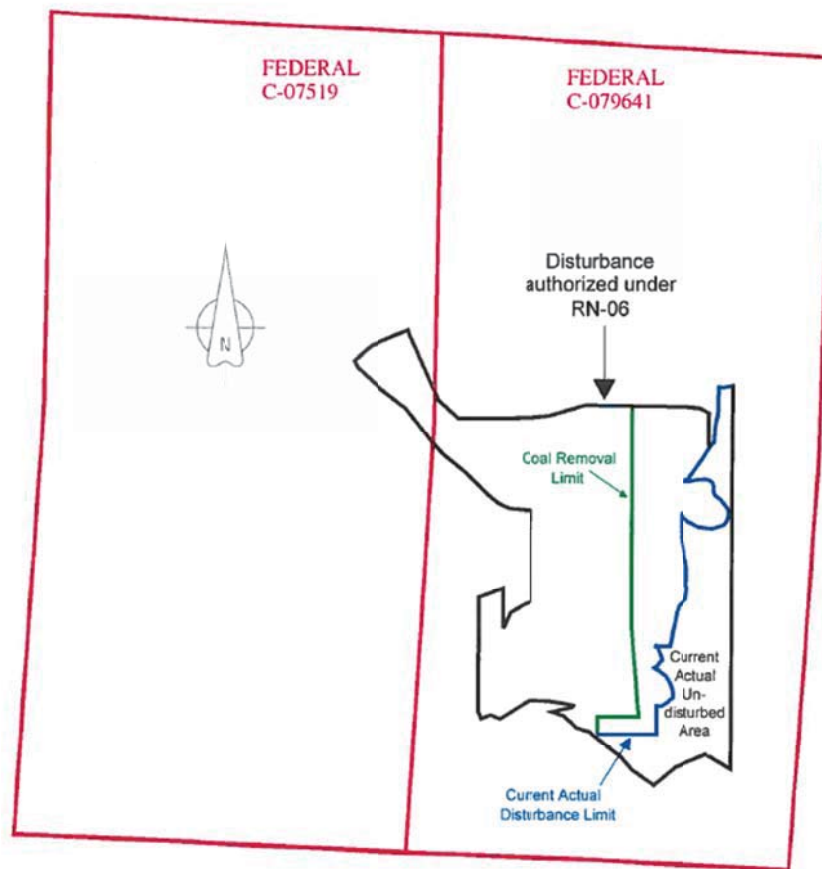 FEDERAL
C-07519
FEDERAL
C-079641
Disturbance
authorized under
RN-06
N
Coal Removal
Limit
Current
Actual
Un-
disturbed
Area
Current Actual
Disturbance Limit